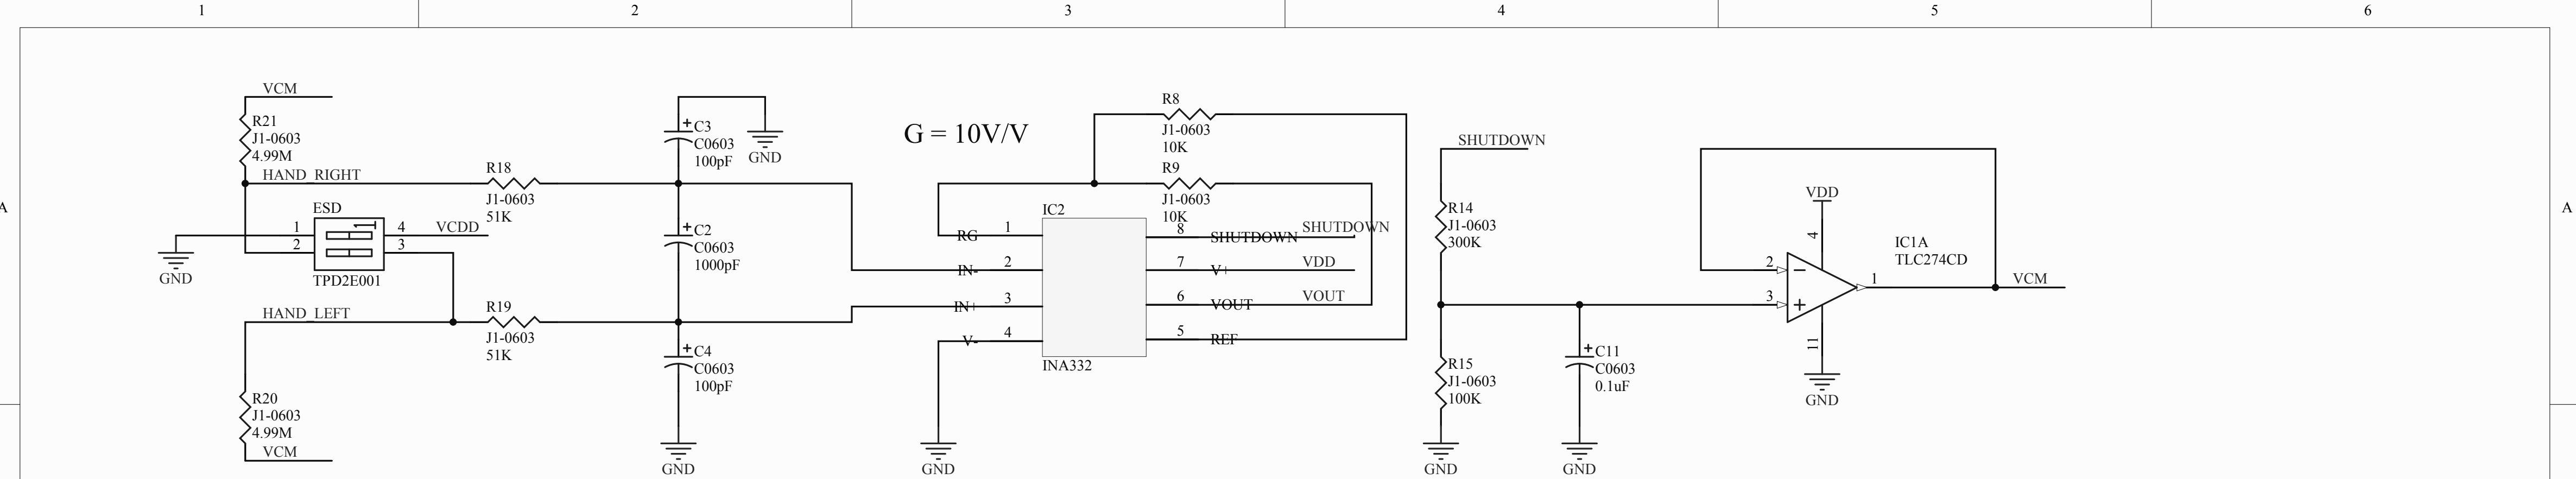 1
2
3
4
5
6
A
A
VCM
R21
J1-0603
4.99M
HAND_RIGHT
ESD
1
2
4
3
VCDD
TPD2E001
GND
HAND_LEFT
R20
J1-0603
4.99M
VCM
R18
J1-0603
51K
R19
J1-0603
51K
+
C3
C0603
100pF
GND
+
C2
C0603
1000pF
+
C4
C0603
100pF
GND
G = 10V/V
R8
J1-0603
10K
R9
J1-0603
10K
IC2
RG
1
IN-
2
IN+
3
V-
4
8
SHUTDOWN
SHUTDOWN
7
V+
VDD
6
VOUT
VOUT
5
REF
INA332
GND
SHUTDOWN
R14
J1-0603
300K
R15
J1-0603
100K
GND
+
C11
C0603
0.1uF
GND
VDD
4
2
−
3
+
1
11
GND
IC1A
TLC274CD
VCM